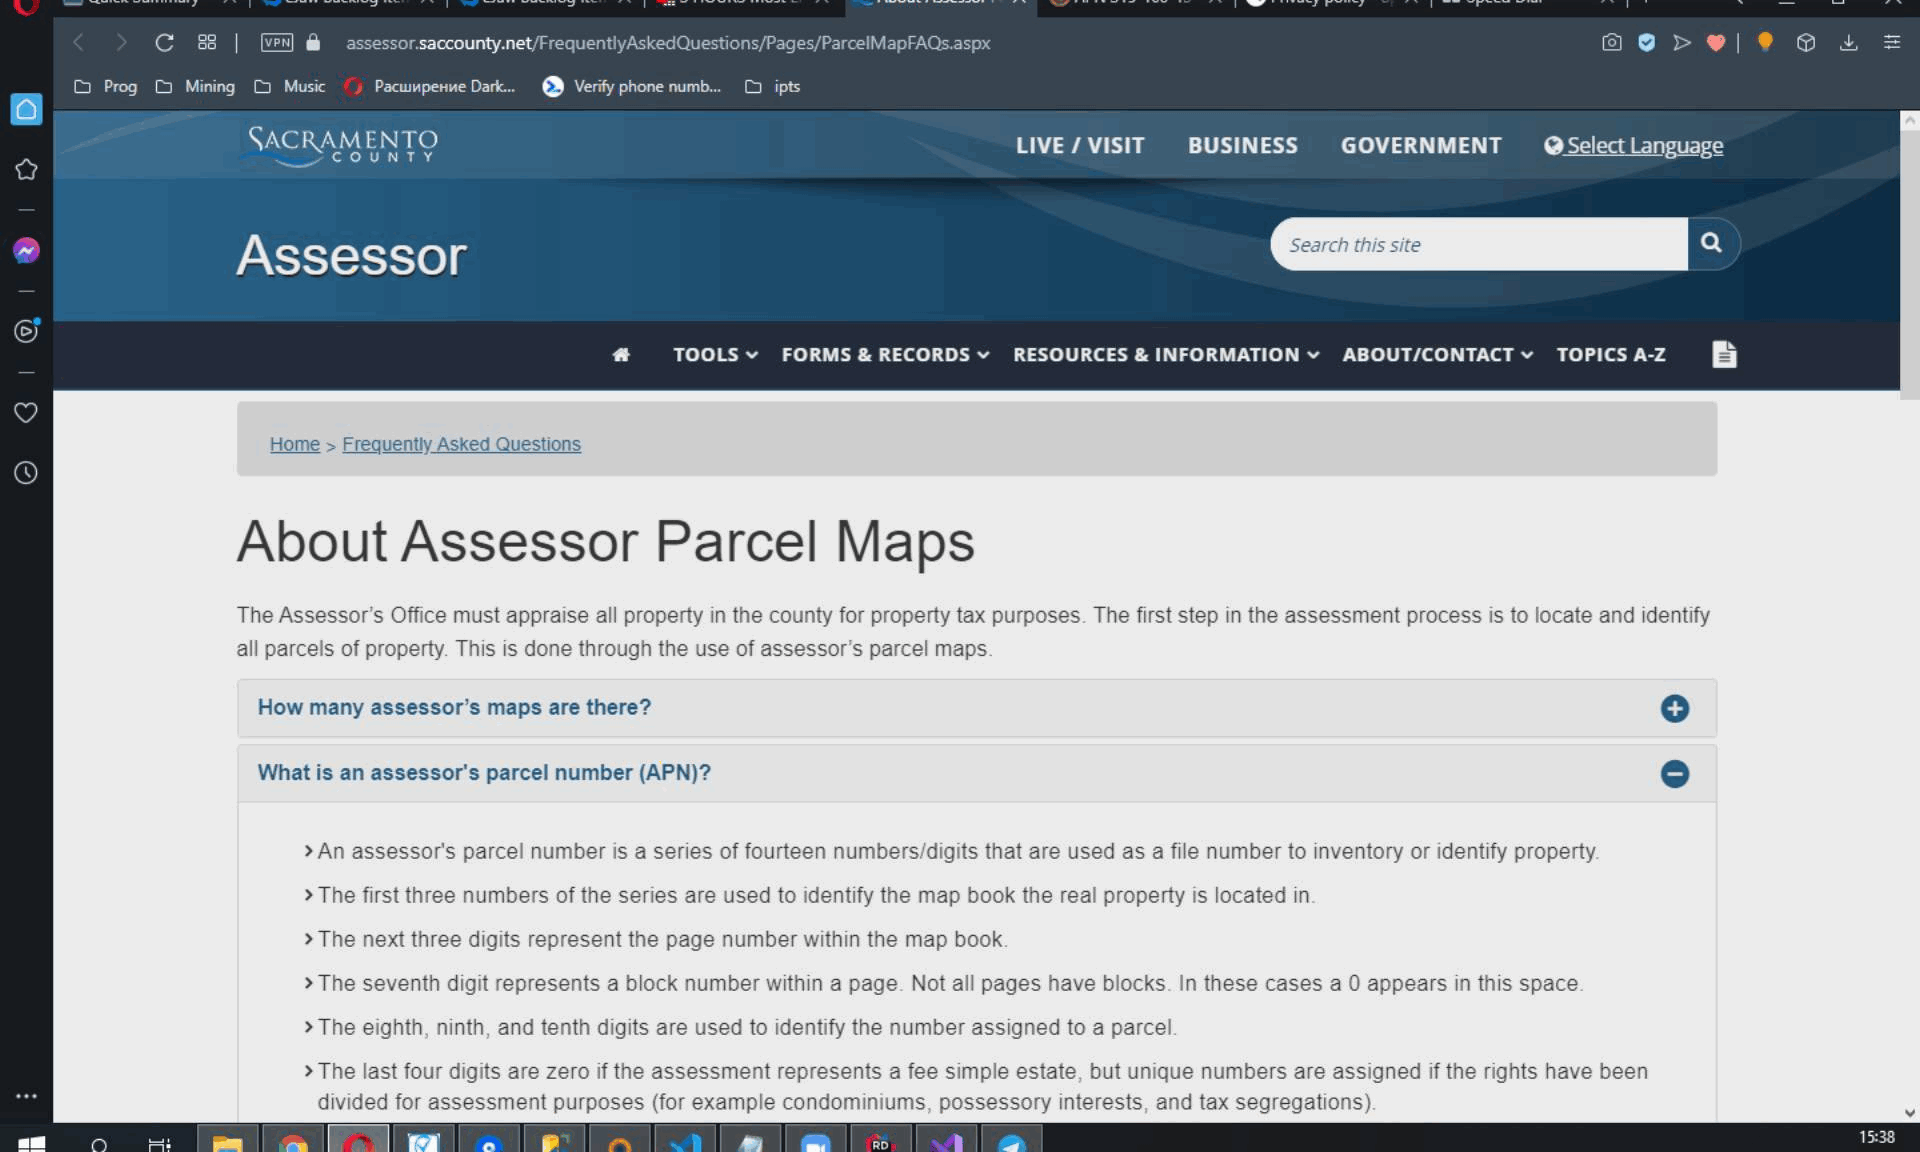 VPN
assessor.saccounty.net/FrequentlyAskedQuestions/Pages/ParcelMapFAQs.aspx
Prog
Mining
Music
Расширение Dark...
Verify phone numb...
ipts
SACRAMENTO
COUNTY
LIVE / VISIT
BUSINESS
GOVERNMENT
Select Language
Assessor
Search this site
TOOLS
FORMS & RECORDS
RESOURCES & INFORMATION
ABOUT/CONTACT
TOPICS A-Z
Home > Frequently Asked Questions
About Assessor Parcel Maps
The Assessor’s Office must appraise all property in the county for property tax purposes. The first step in the assessment process is to locate and identify
all parcels of property. This is done through the use of assessor’s parcel maps.
How many assessor’s maps are there?
What is an assessor's parcel number (APN)?
An assessor's parcel number is a series of fourteen numbers/digits that are used as a file number to inventory or identify property.
The first three numbers of the series are used to identify the map book the real property is located in.
The next three digits represent the page number within the map book.
The seventh digit represents a block number within a page. Not all pages have blocks. In these cases a 0 appears in this space.
The eighth, ninth, and tenth digits are used to identify the number assigned to a parcel.
The last four digits are zero if the assessment represents a fee simple estate, but unique numbers are assigned if the rights have been
divided for assessment purposes (for example condominiums, possessory interests, and tax segregations).
RD
15:38